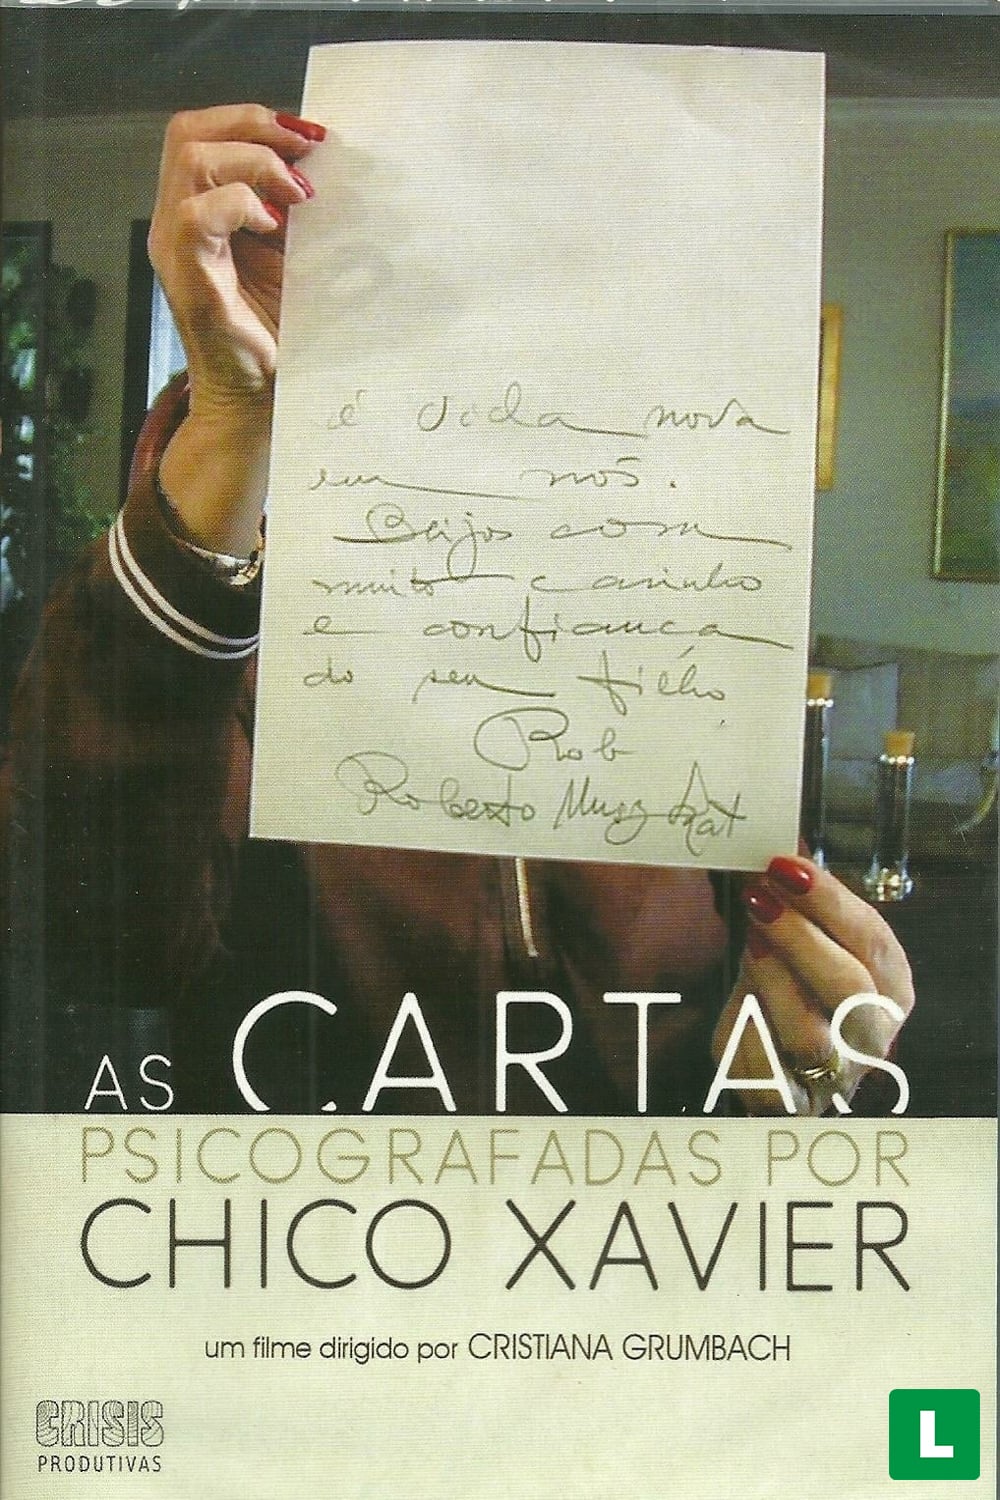 é vida nova
em nós.
Beijos com
muito carinho
e confiança
do seu filho
Rob
Roberto Muszkat
AS CARTAS
PSICOGRAFADAS POR
CHICO XAVIER
um filme dirigido por CRISTIANA GRUMBACH
CRISIS
PRODUTIVAS
L